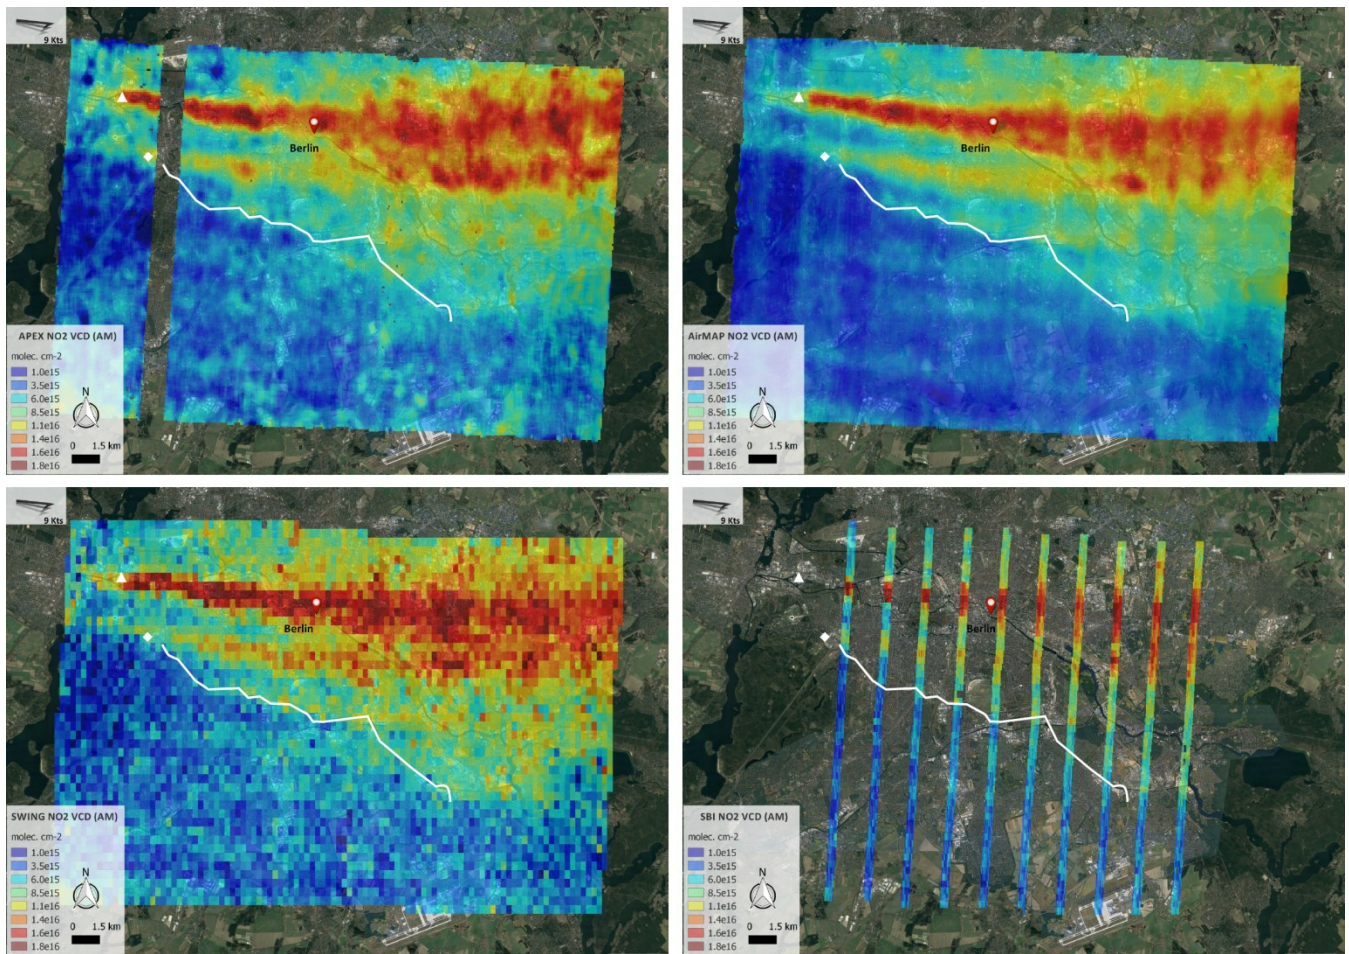 9 Kts
Berlin
APEX NO2 VCD (AM)
molec. cm-2
1.0e15
3.5e15
6.0e15
8.5e15
1.1e16
1.4e16
1.6e16
1.8e16
N
0 1.5 km
9 Kts
Berlin
AirMAP NO2 VCD (AM)
molec. cm-2
1.0e15
3.5e15
6.0e15
8.5e15
1.1e16
1.4e16
1.6e16
1.8e16
N
0 1.5 km
9 Kts
Berlin
SWING NO2 VCD (AM)
molec. cm-2
1.0e15
3.5e15
6.0e15
8.5e15
1.1e16
1.4e16
1.6e16
1.8e16
N
0 1.5 km
9 Kts
Berlin
SBI NO2 VCD (AM)
molec. cm-2
1.0e15
3.5e15
6.0e15
8.5e15
1.1e16
1.4e16
1.6e16
1.8e16
N
0 1.5 km